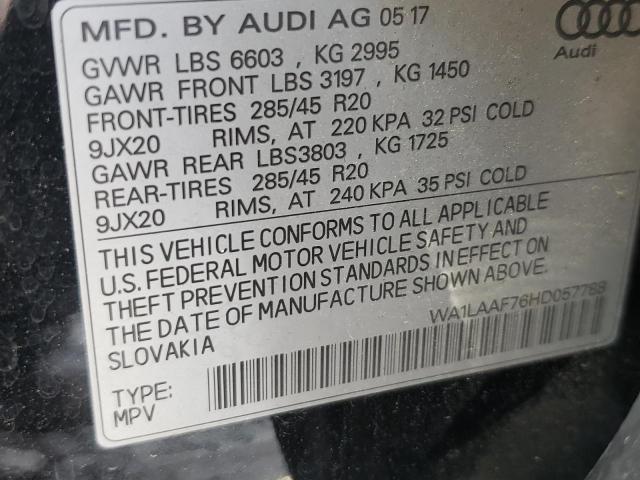 MFD. BY AUDI AG 05 17
Audi
GVWR LBS 6603 , KG 2995
GAWR FRONT LBS 3197 , KG 1450
FRONT-TIRES 285/45 R20
9JX20 RIMS, AT 220 KPA 32 PSI COLD
GAWR REAR LBS3803 , KG 1725
REAR-TIRES 285/45 R20
9JX20 RIMS, AT 240 KPA 35 PSI COLD
THIS VEHICLE CONFORMS TO ALL APPLICABLE
U.S. FEDERAL MOTOR VEHICLE SAFETY AND
THEFT PREVENTION STANDARDS IN EFFECT ON
THE DATE OF MANUFACTURE SHOWN ABOVE.
SLOVAKIA
WA1LAAF76HD057788
TYPE:
MPV